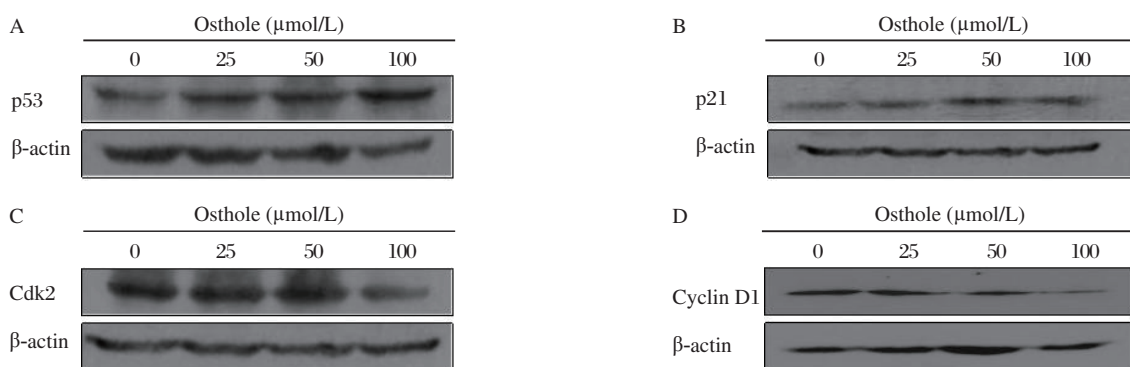 A
Osthole (µmol/L)
0 25 50 100
p53
β-actin
B
Osthole (µmol/L)
0 25 50 100
p21
β-actin
C
Osthole (µmol/L)
0 25 50 100
Cdk2
β-actin
D
Osthole (µmol/L)
0 25 50 100
Cyclin D1
β-actin